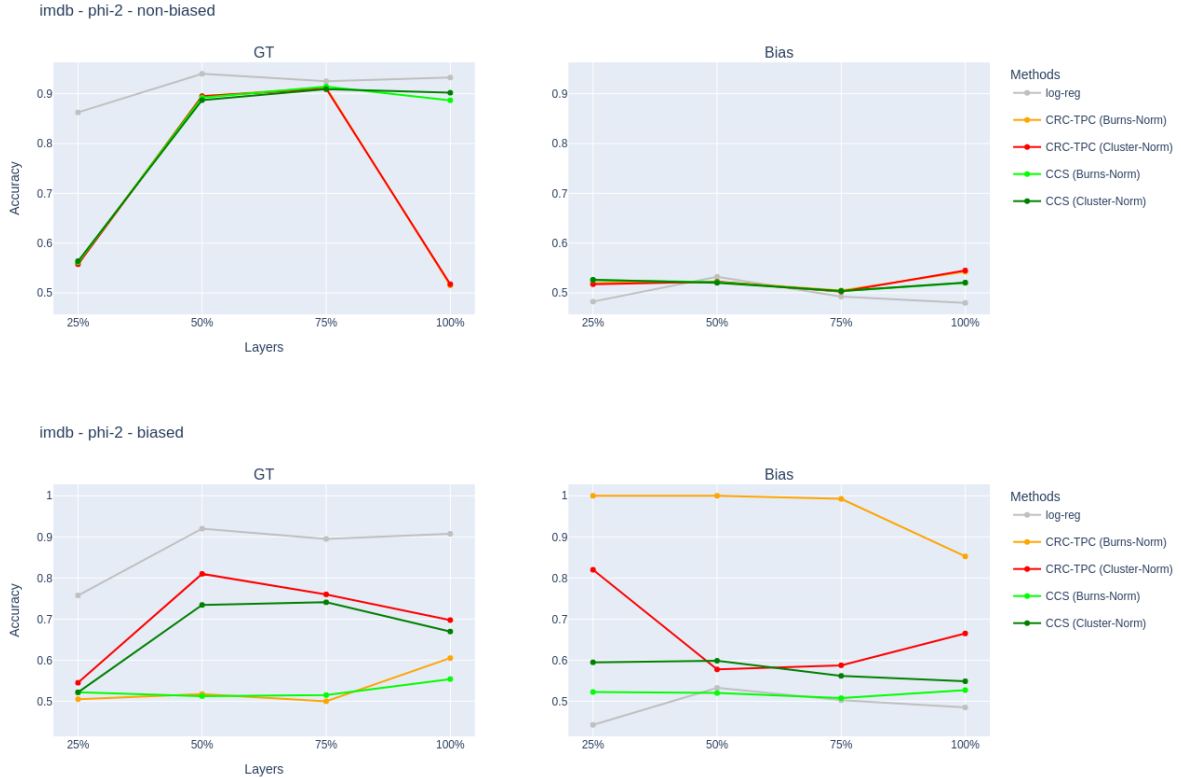 imdb - phi-2 - non-biased
GT
Bias
Methods
log-reg
CRC-TPC (Burns-Norm)
CRC-TPC (Cluster-Norm)
CCS (Burns-Norm)
CCS (Cluster-Norm)
Accuracy
0.9
0.8
0.7
0.6
0.5
25%
50%
75%
100%
Layers
0.9
0.8
0.7
0.6
0.5
25%
50%
75%
100%
imdb - phi-2 - biased
GT
Bias
Methods
log-reg
CRC-TPC (Burns-Norm)
CRC-TPC (Cluster-Norm)
CCS (Burns-Norm)
CCS (Cluster-Norm)
Accuracy
1
0.9
0.8
0.7
0.6
0.5
25%
50%
75%
100%
Layers
1
0.9
0.8
0.7
0.6
0.5
25%
50%
75%
100%